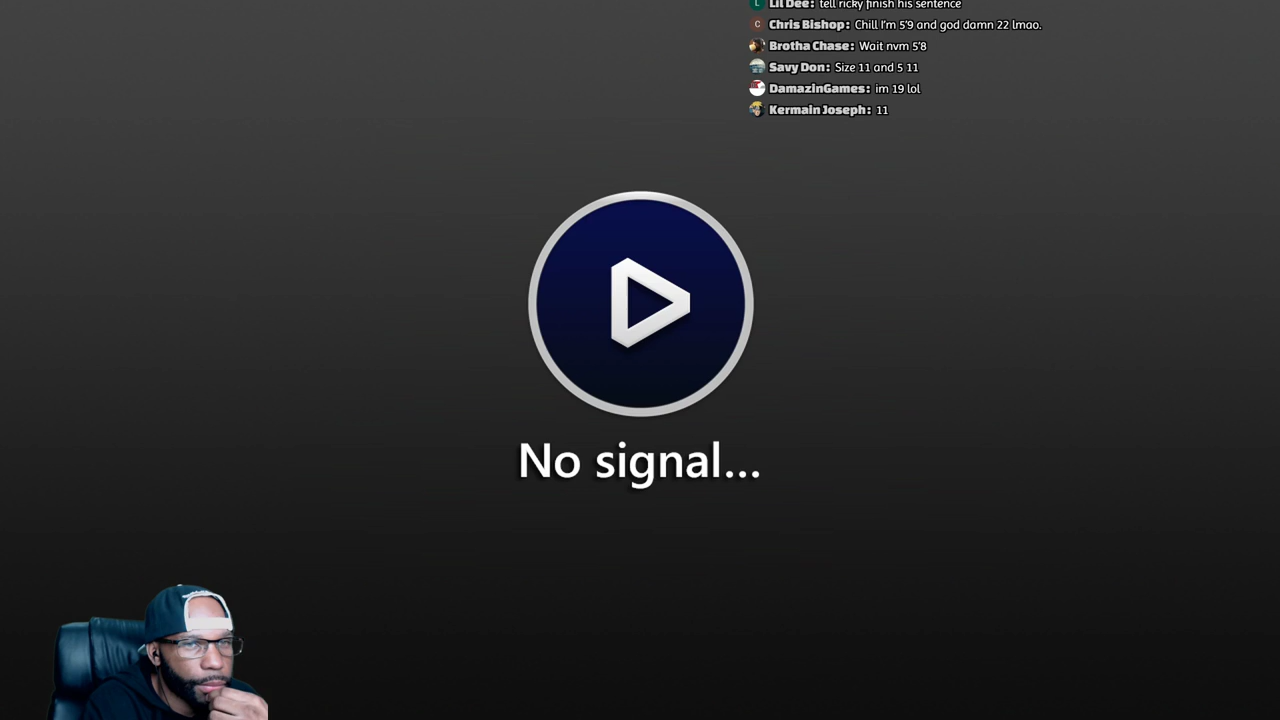 L Lil Dee: tell ricky finish his sentence
C Chris Bishop: Chill I'm 5'9 and god damn 22 lmao.
Brotha Chase: Wait nvm 5'8
Savy Don: Size 11 and 5 11
DamazinGames: im 19 lol
Kermain Joseph: 11
No signal...